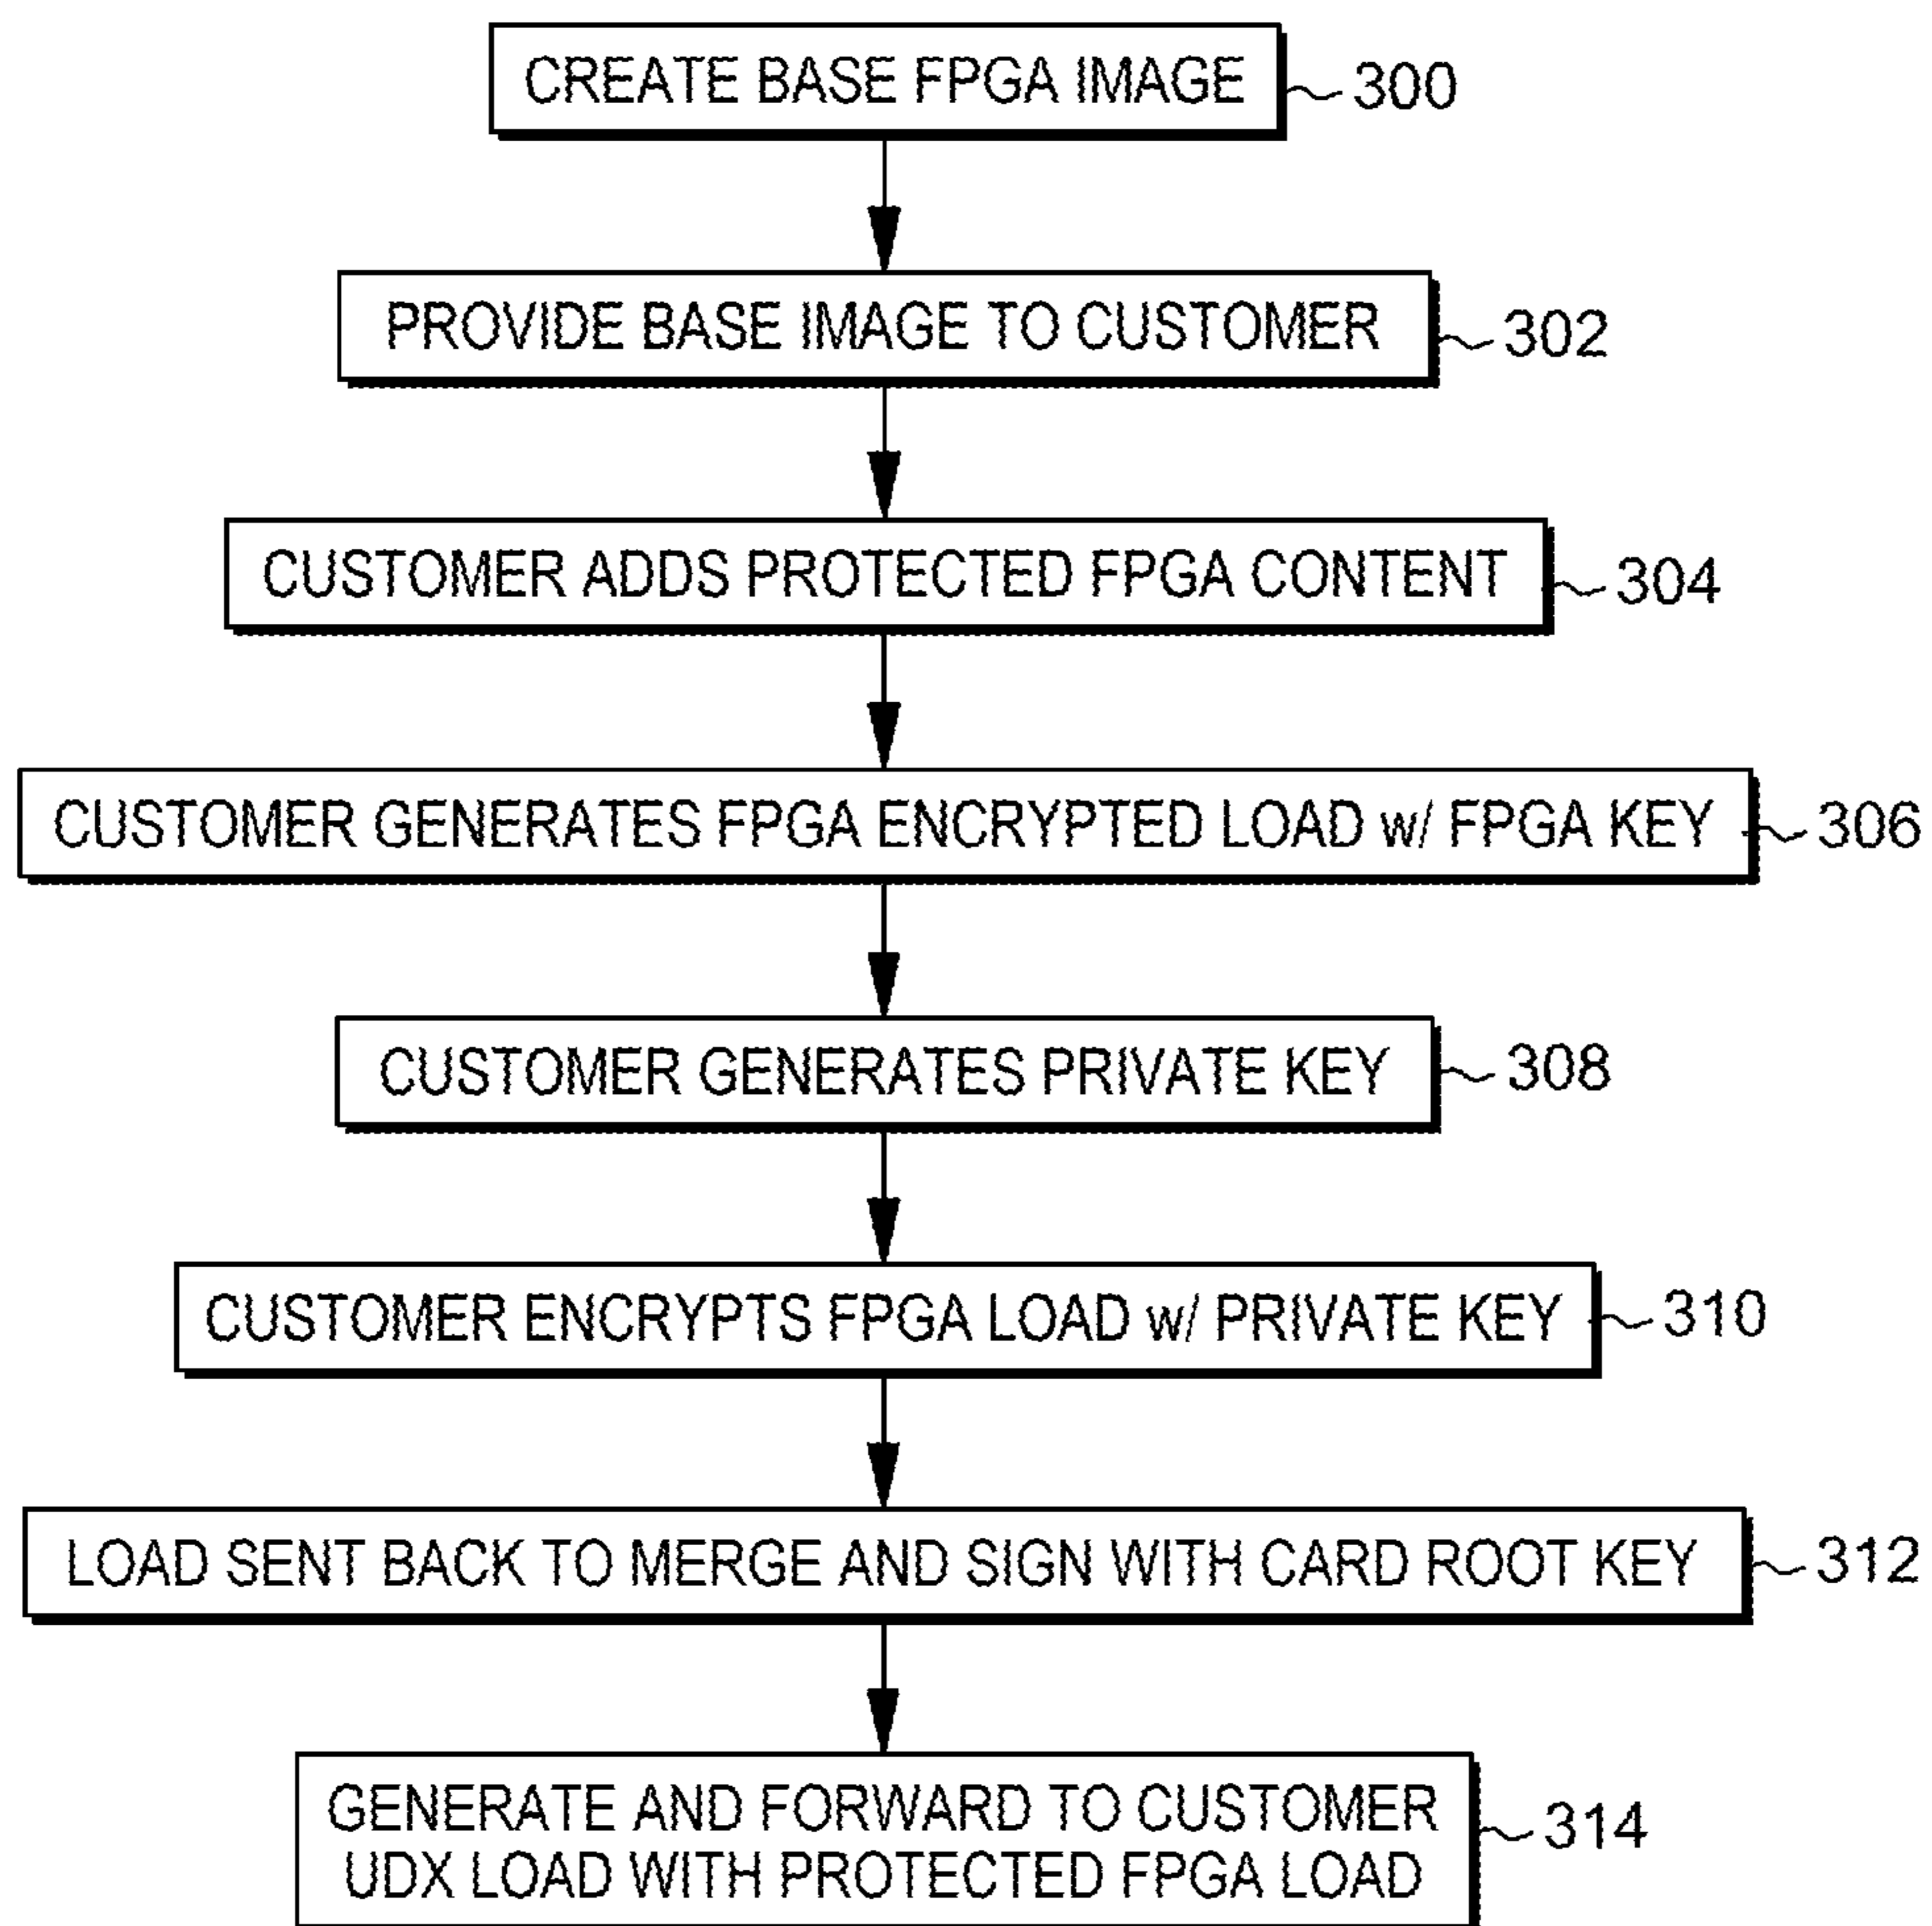 CREATE BASE FPGA IMAGE 300
PROVIDE BASE IMAGE TO CUSTOMER 302
CUSTOMER ADDS PROTECTED FPGA CONTENT 304
CUSTOMER GENERATES FPGA ENCRYPTED LOAD w/ FPGA KEY 306
CUSTOMER GENERATES PRIVATE KEY 308
CUSTOMER ENCRYPTS FPGA LOAD w/ PRIVATE KEY 310
LOAD SENT BACK TO MERGE AND SIGN WITH CARD ROOT KEY 312
GENERATE AND FORWARD TO CUSTOMER
UDX LOAD WITH PROTECTED FPGA LOAD 314